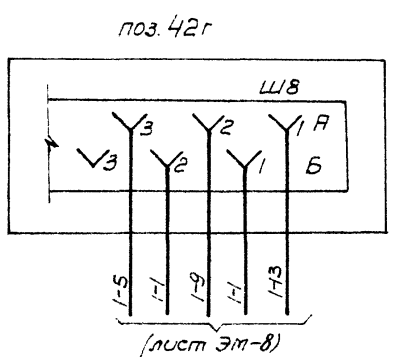 поз. 42г
Ш8
3 2 1 А
3 2 1 Б
1-5 1-1 1-9 1-1 1-13
(лист ЭМ-8)